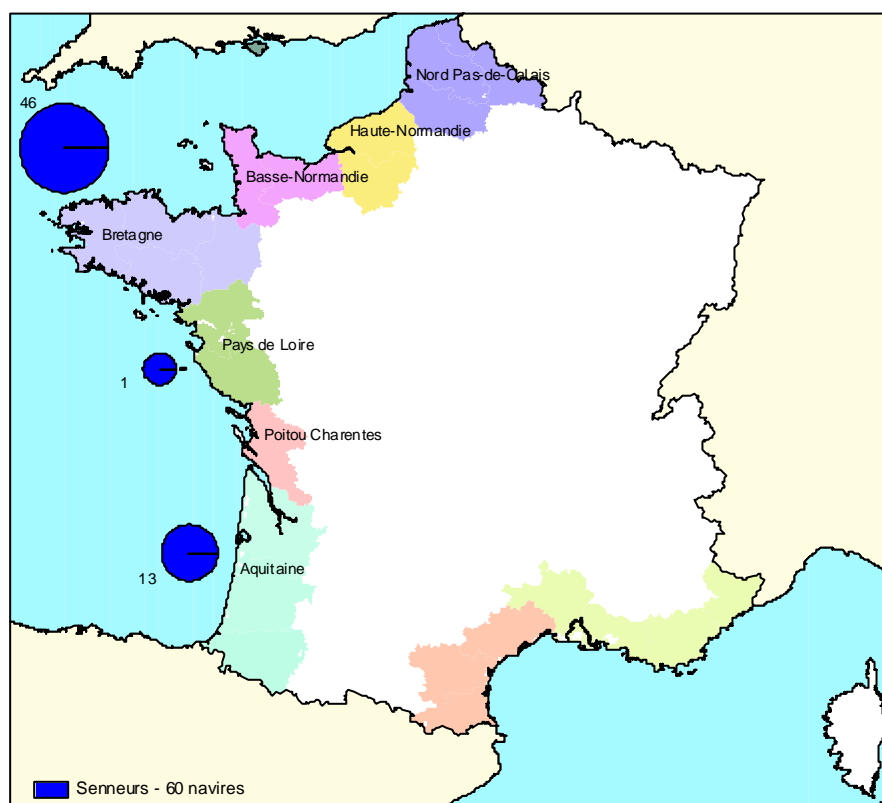 Nord Pas-de-Calais
46
Haute-Normandie
Basse-Normandie
Bretagne
Pays de Loire
1
Poitou Charentes
Aquitaine
13
Senneurs - 60 navires